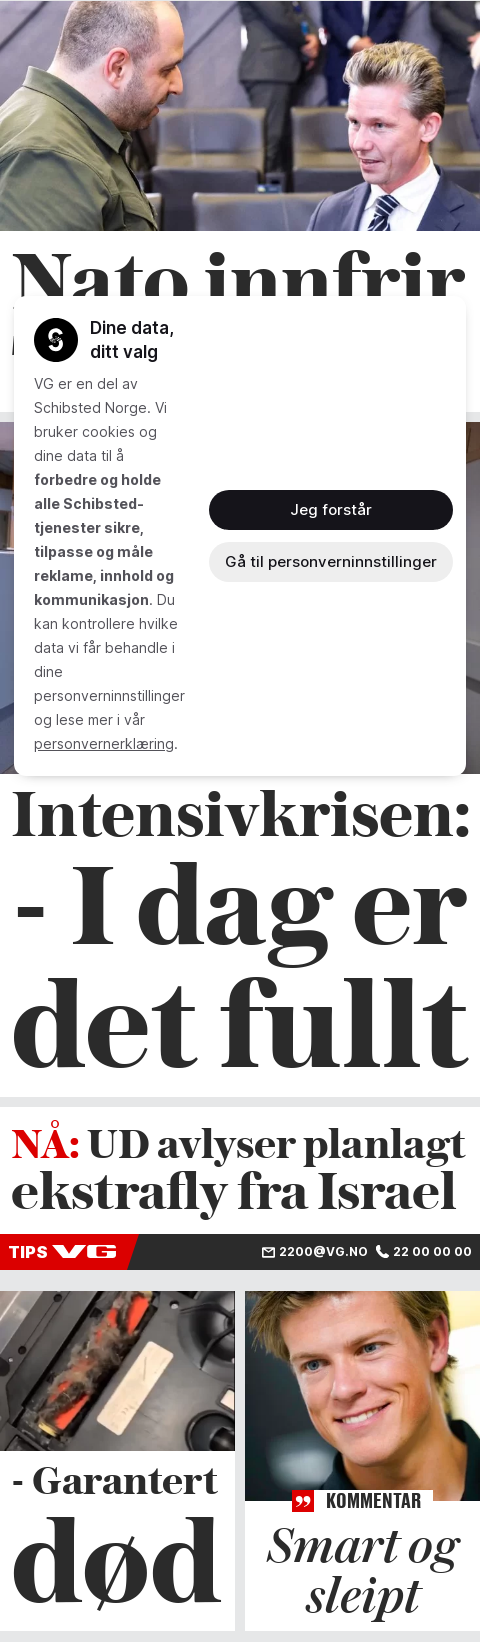 Nato innfrir
Dine data,
ditt valg
VG er en del av
Schibsted Norge. Vi
bruker cookies og
dine data til å
forbedre og holde
alle Schibsted-
tjenester sikre,
tilpasse og måle
reklame, innhold og
kommunikasjon. Du
kan kontrollere hvilke
data vi får behandle i
dine
personverninnstillinger
og lese mer i vår
personvernerklæring.
Jeg forstår
Gå til personverninnstillinger
Intensivkrisen:
- I dag er
det fullt
NÅ: UD avlyser planlagt
ekstrafly fra Israel
TIPS VG
2200@VG.NO 22 00 00 00
- Garantert
død
KOMMENTAR
Smart og
sleipt